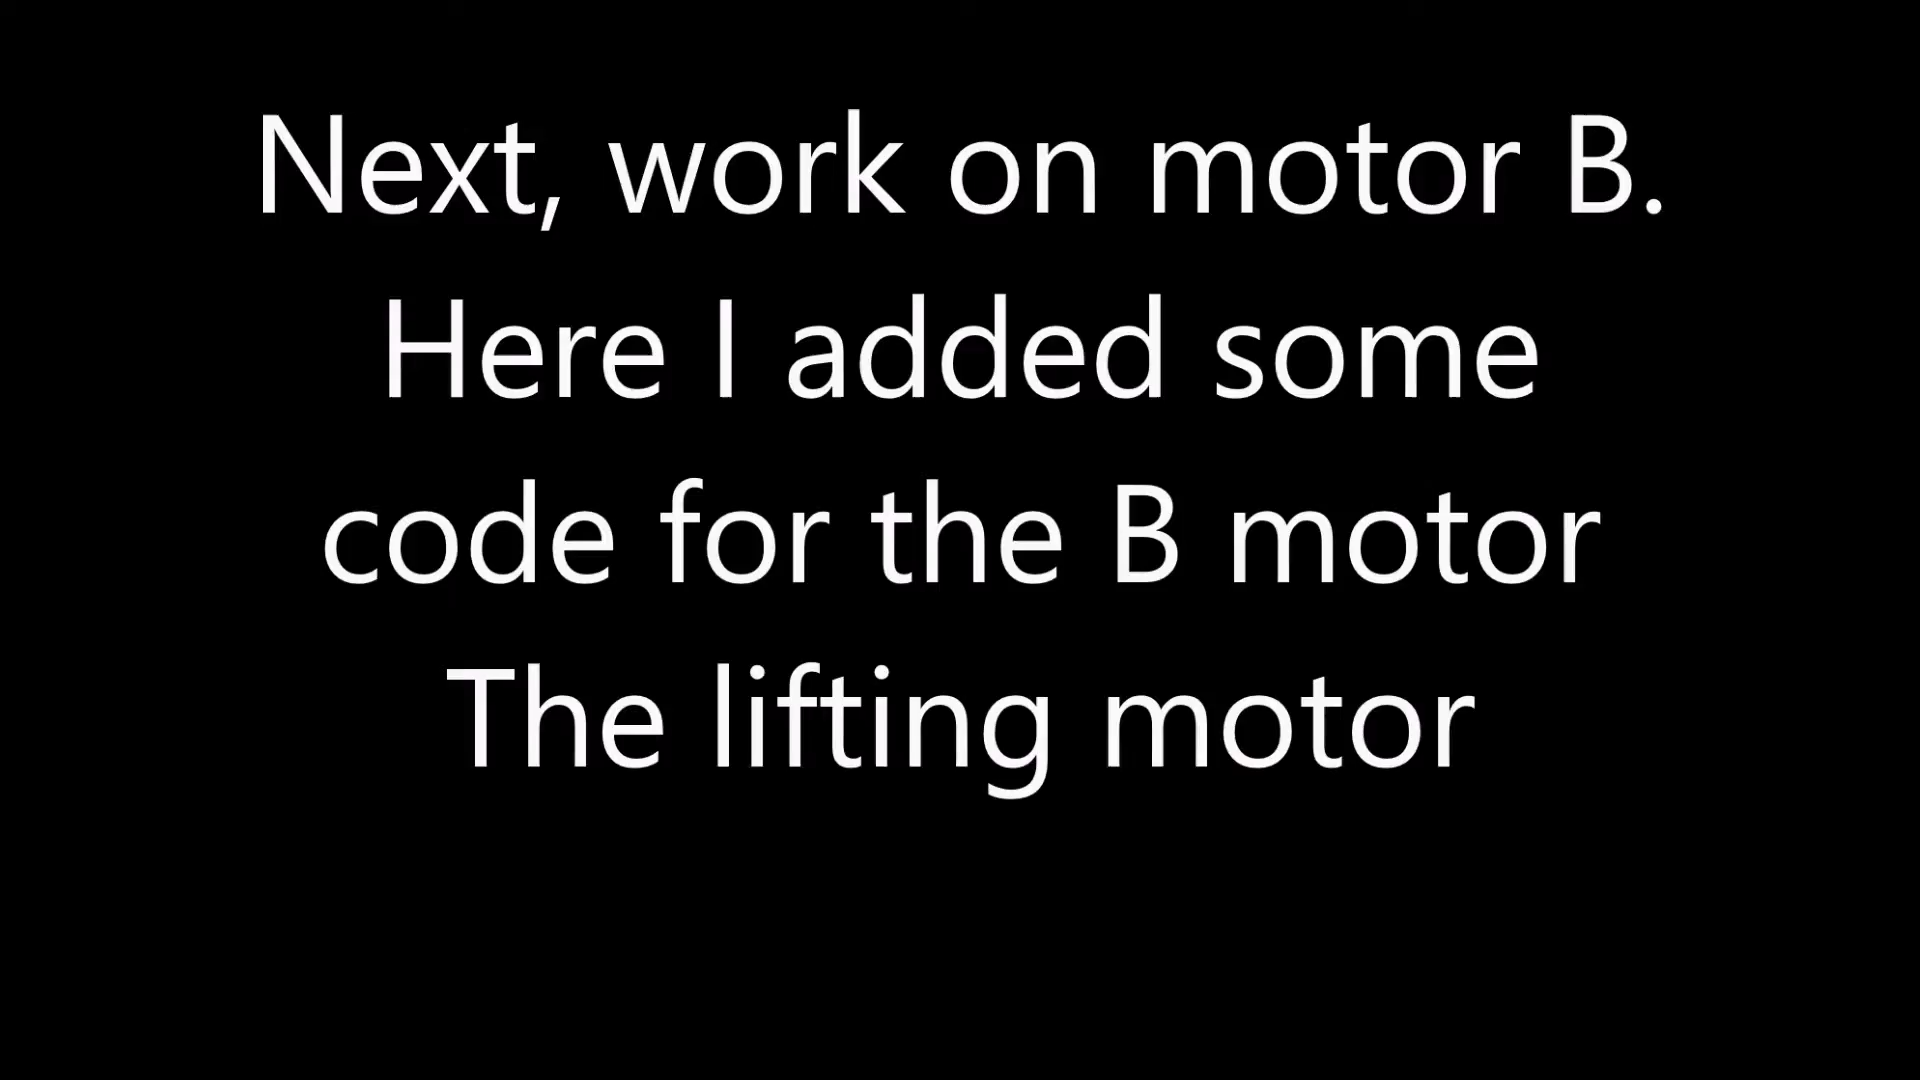 Next, work on motor B.
Here I added some
code for the B motor
The lifting motor